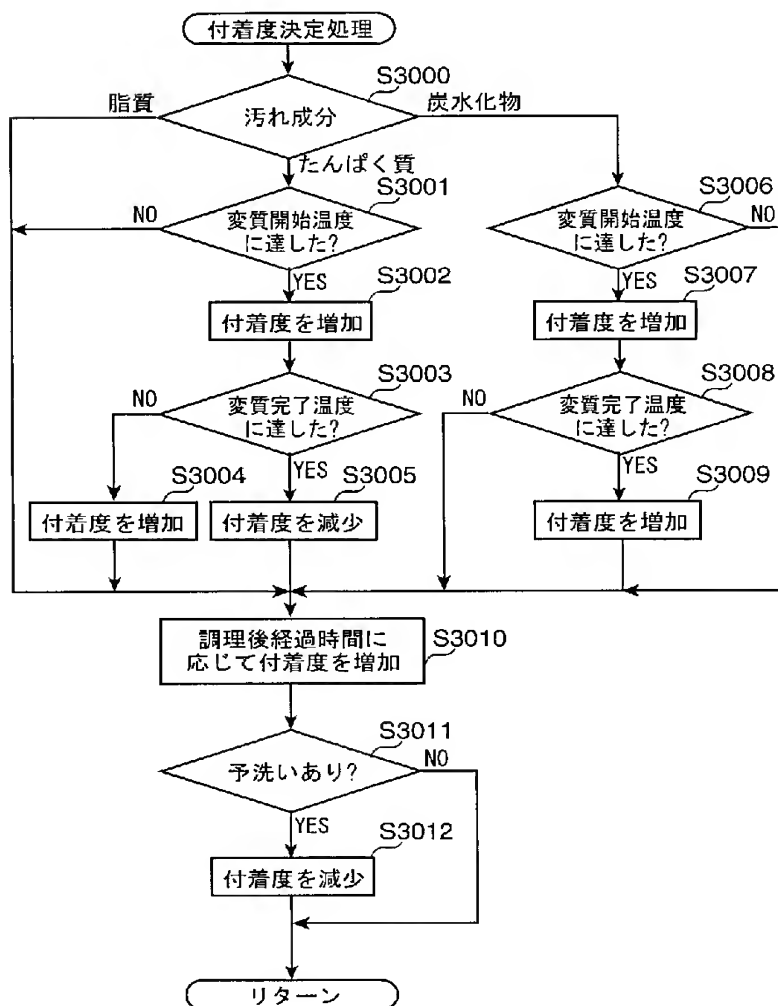 付着度決定処理
S3000
脂質
汚れ成分
炭水化物
たんぱく質
S3001
NO
変質開始温度
に達した?
YES
S3002
付着度を増加
S3003
NO
変質完了温度
に達した?
YES
S3004
付着度を増加
S3005
付着度を減少
S3006
変質開始温度
に達した?
NO
YES
S3007
付着度を増加
S3008
NO
変質完了温度
に達した?
YES
S3009
付着度を増加
調理後経過時間に
応じて付着度を増加
S3010
S3011
予洗いあり?
NO
YES
S3012
付着度を減少
リターン